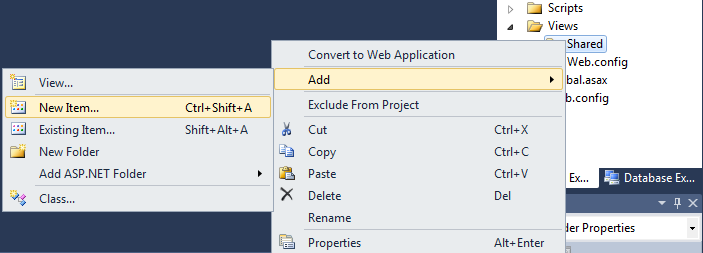 Scripts
Views
Shared
Web.config
bal.asax
b.config
Ex...
Database Ex...
der Properties
Convert to Web Application
Add
Exclude From Project
Cut Ctrl+X
Copy Ctrl+C
Paste Ctrl+V
Delete Del
Rename
Properties Alt+Enter
View...
New Item... Ctrl+Shift+A
Existing Item... Shift+Alt+A
New Folder
Add ASP.NET Folder
Class...